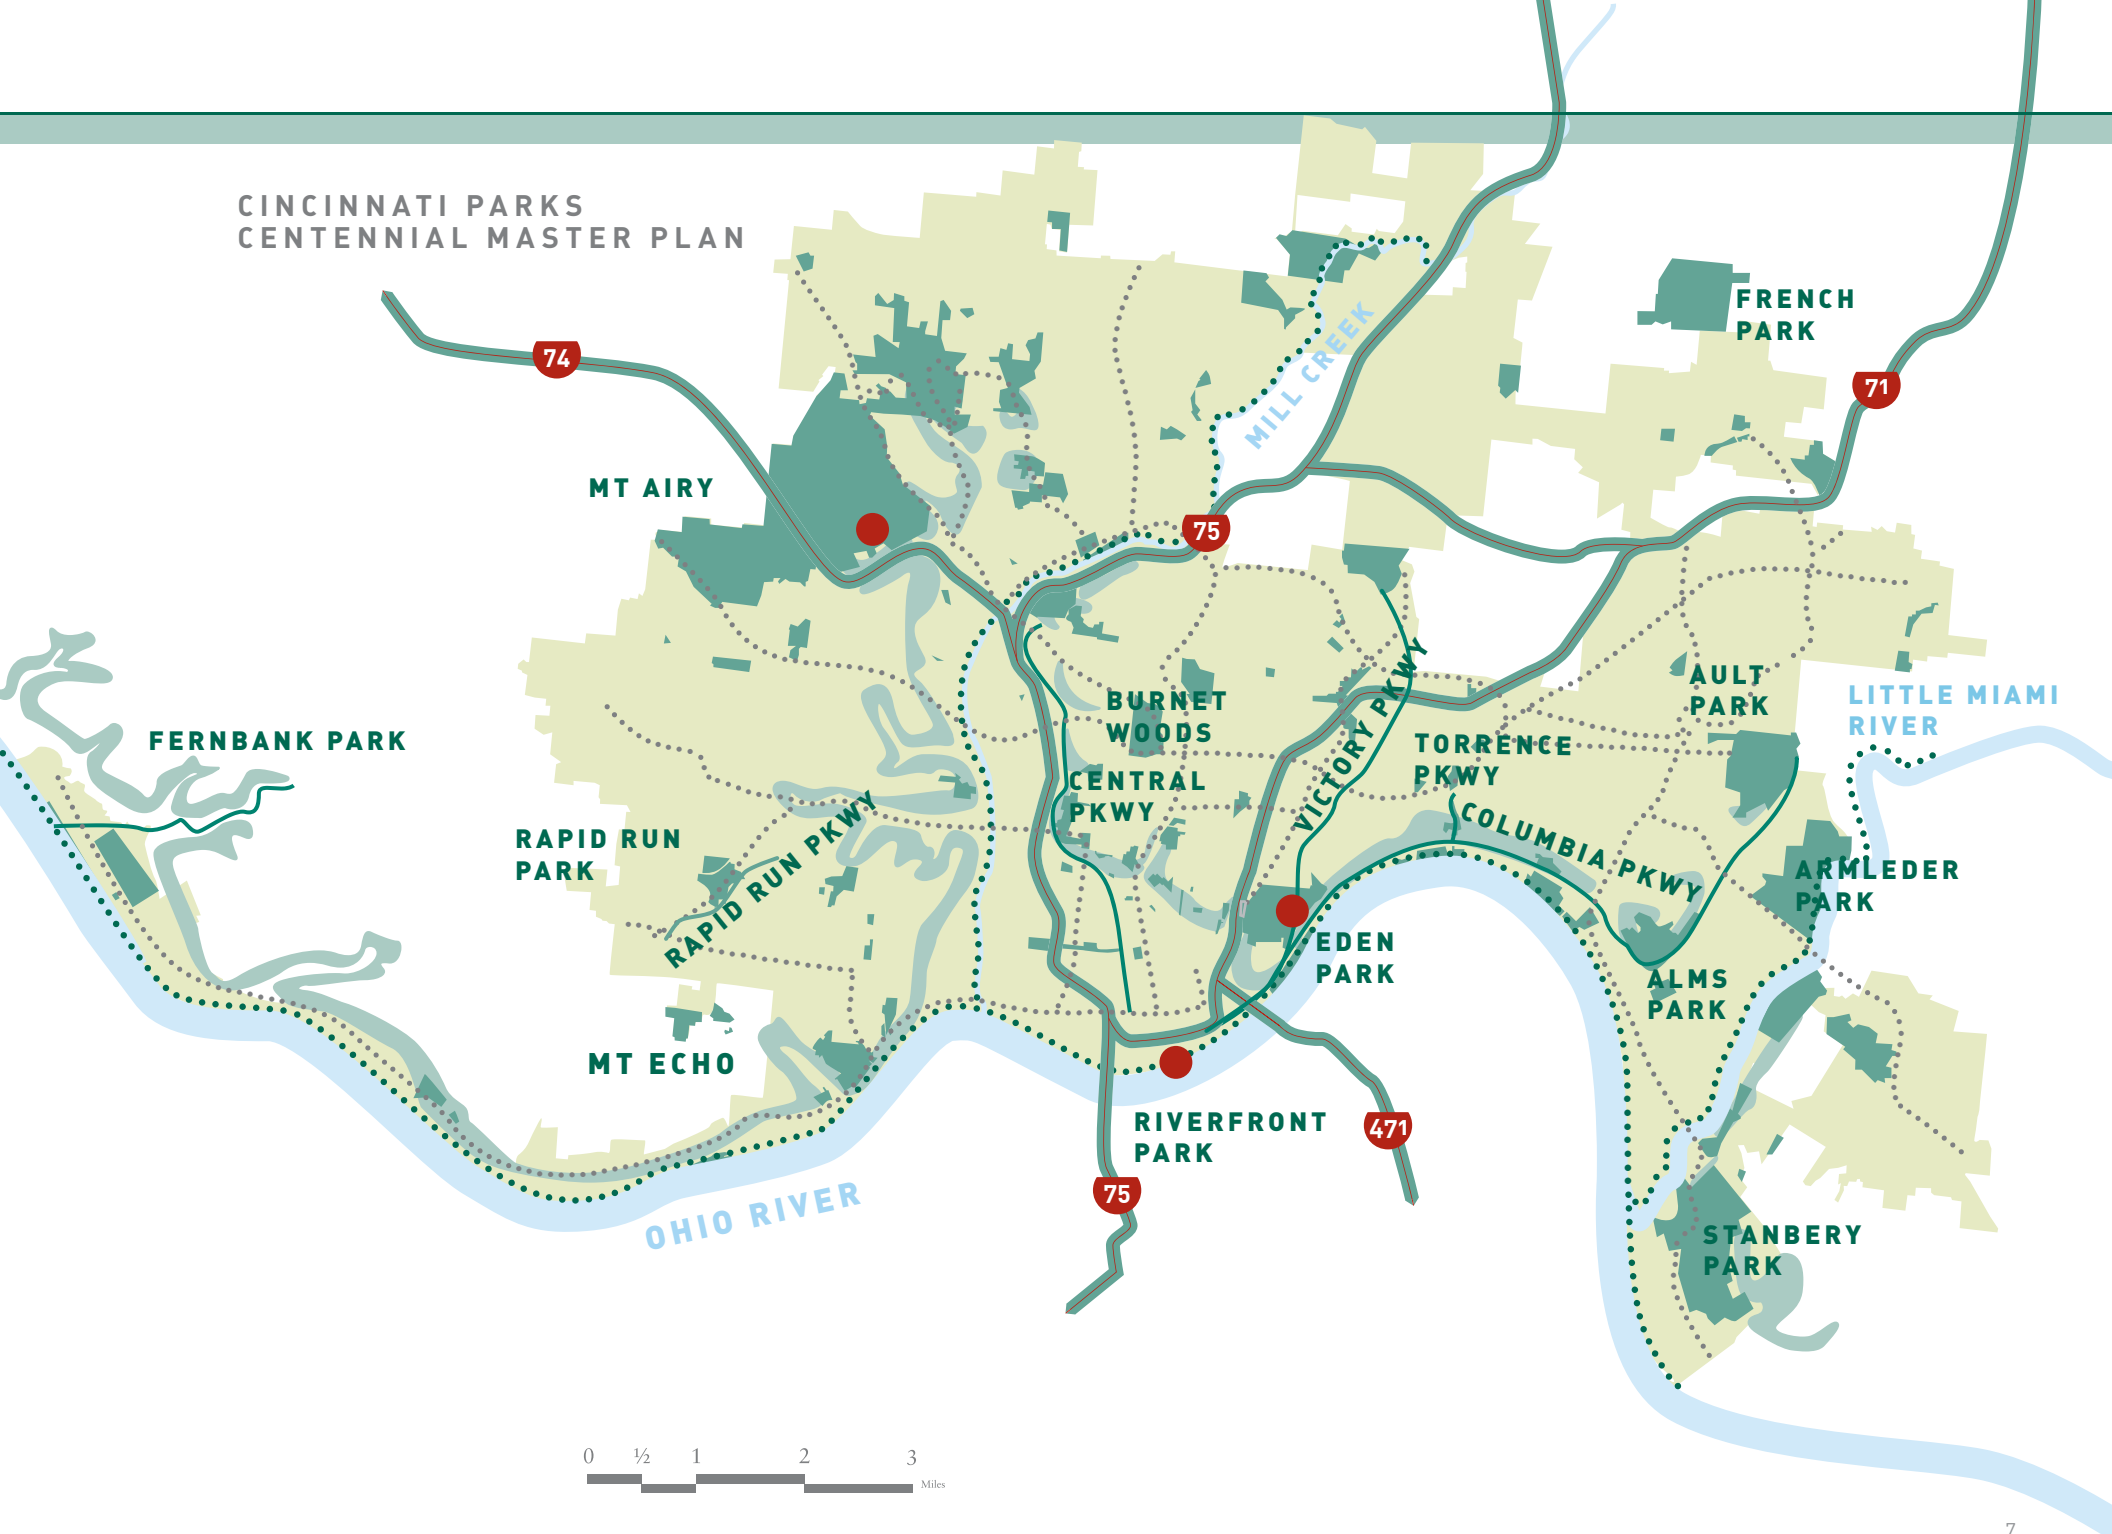 CINCINNATI PARKS
CENTENNIAL MASTER PLAN
74
FRENCH
PARK
71
MILL CREEK
MT AIRY
75
AULT
PARK
LITTLE MIAMI
RIVER
BURNET
WOODS
VICTORY PKWY
TORRENCE
PKWY
FERNBANK PARK
CENTRAL
PKWY
COLUMBIA PKWY
RAPID RUN
PARK
RAPID RUN PKWY
ARMLEDER
PARK
EDEN
PARK
ALMS
PARK
MT ECHO
RIVERFRONT
PARK
471
75
OHIO RIVER
STANBERY
PARK
0 ½ 1 2 3
Miles
7